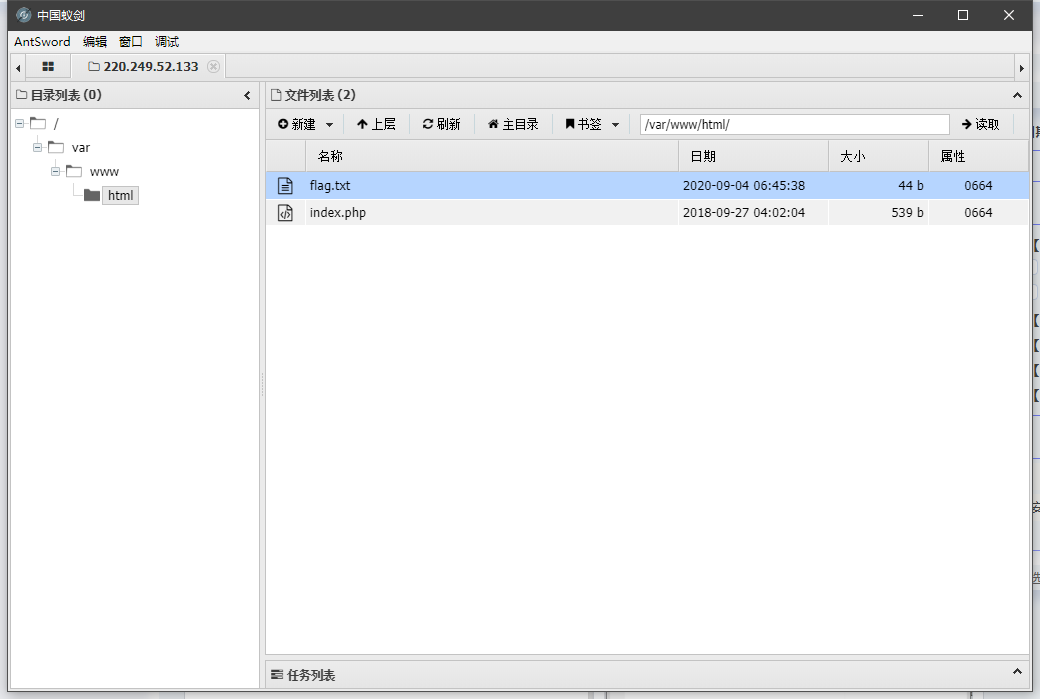 中国蚁剑
AntSword 编辑 窗口 调试
220.249.52.133
目录列表 (0)
文件列表 (2)
新建 上层 刷新 主目录 书签 /var/www/html/ 读取
名称 日期 大小 属性
/
var
www
html
flag.txt 2020-09-04 06:45:38 44 b 0664
index.php 2018-09-27 04:02:04 539 b 0664
任务列表